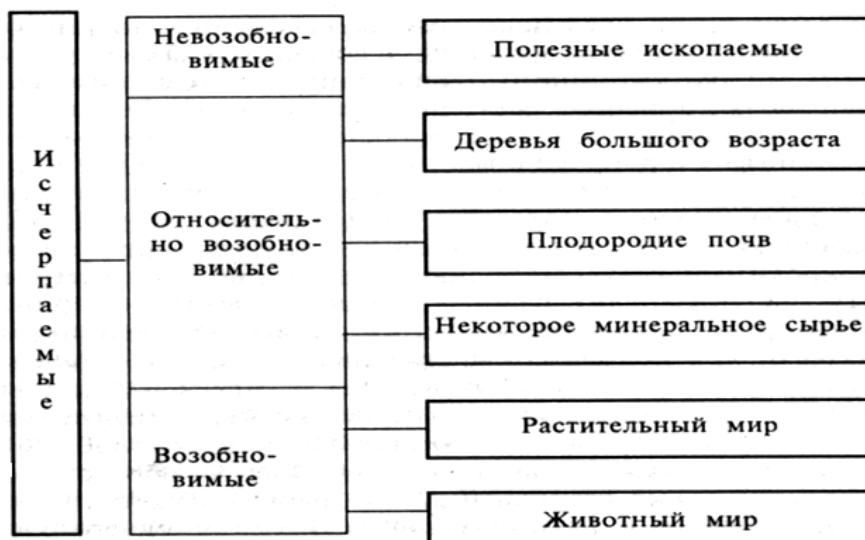 Исчерпаемые
Невозобно-
вимые
Полезные ископаемые
Деревья большого возраста
Относитель-
но возобно-
вимые
Плодородие почв
Некоторое минеральное сырье
Возобно-
вимые
Растительный мир
Животный мир